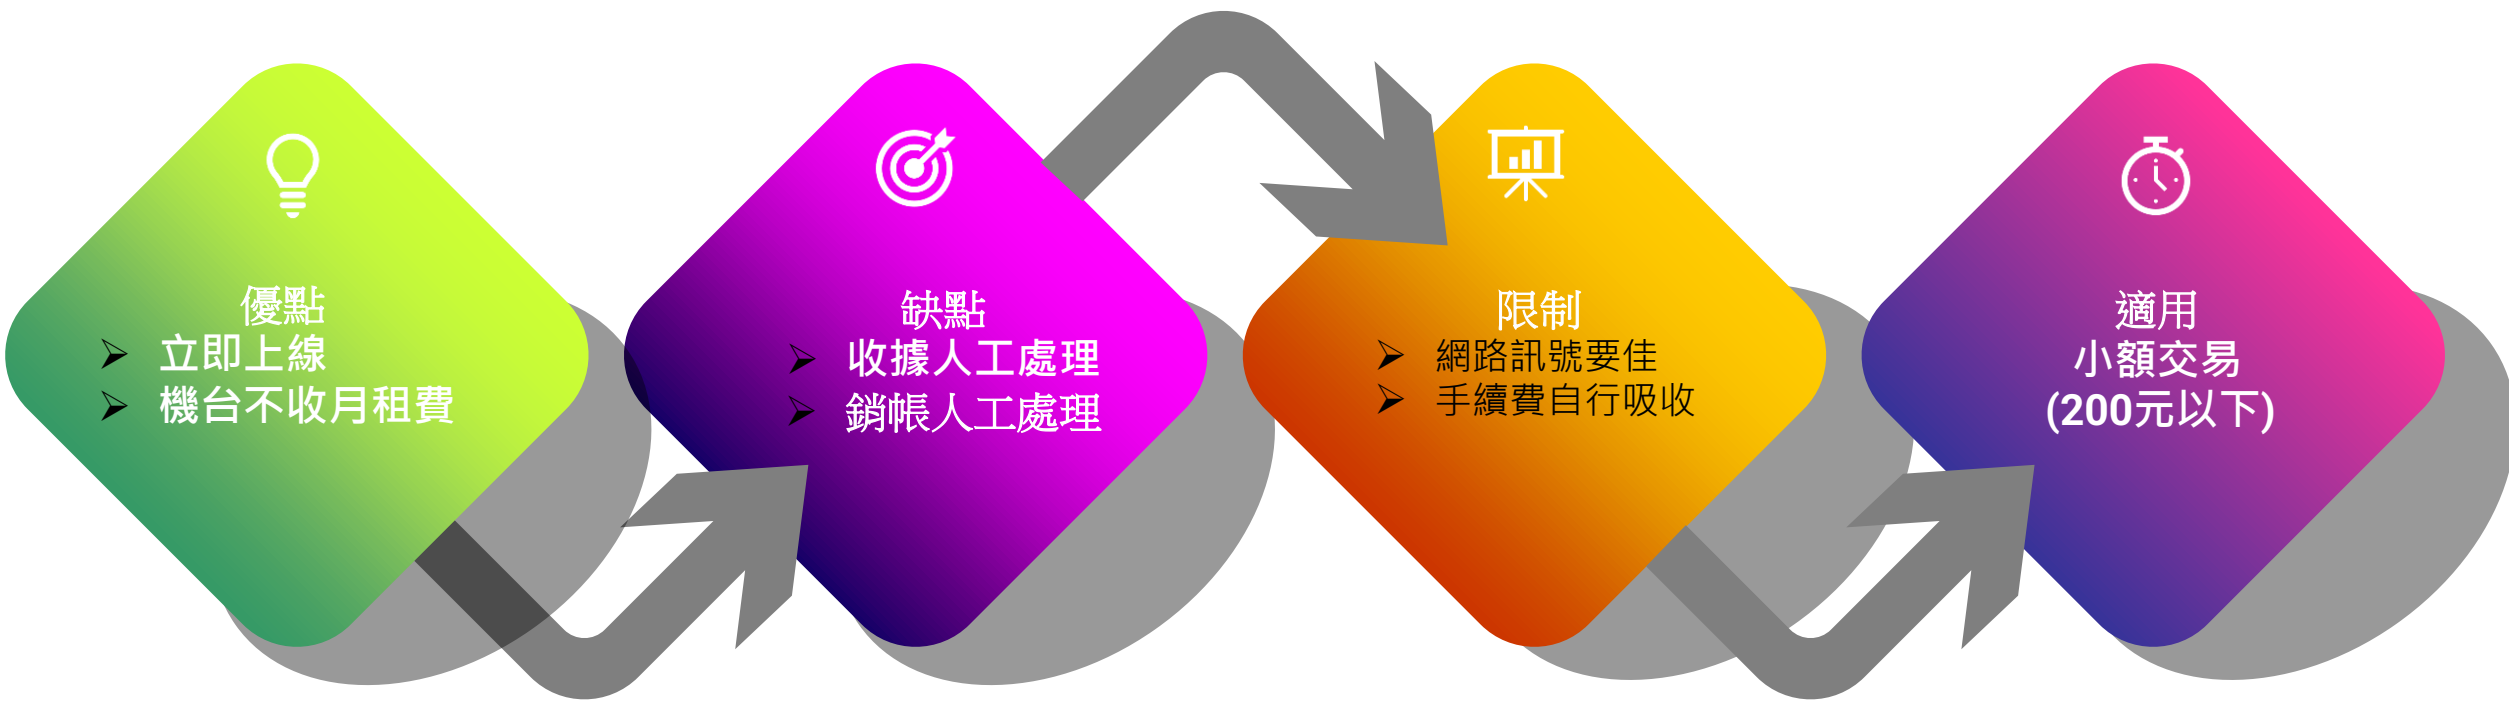 優點
立即上線
機台不收月租費
缺點
收據人工處理
銷帳人工處理
限制
網路訊號要佳
手續費自行吸收
適用
小額交易
(200元以下)